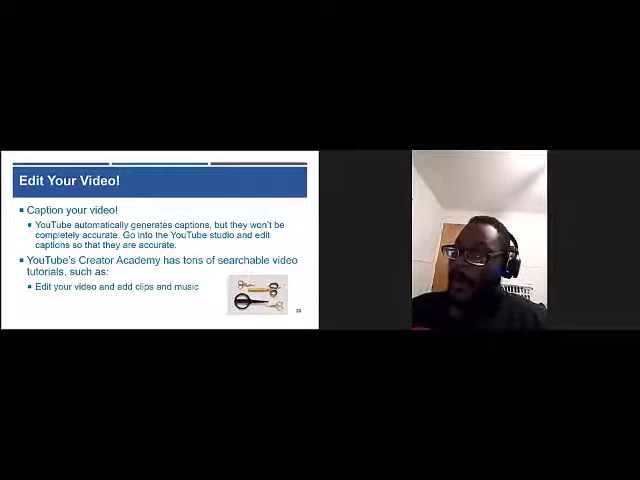 Edit Your Video!
Caption your video!
YouTube automatically generates captions, but they won't be
completely accurate. Go into the YouTube studio and edit
captions so that they are accurate.
YouTube's Creator Academy has tons of searchable video
tutorials, such as:
Edit your video and add clips and music